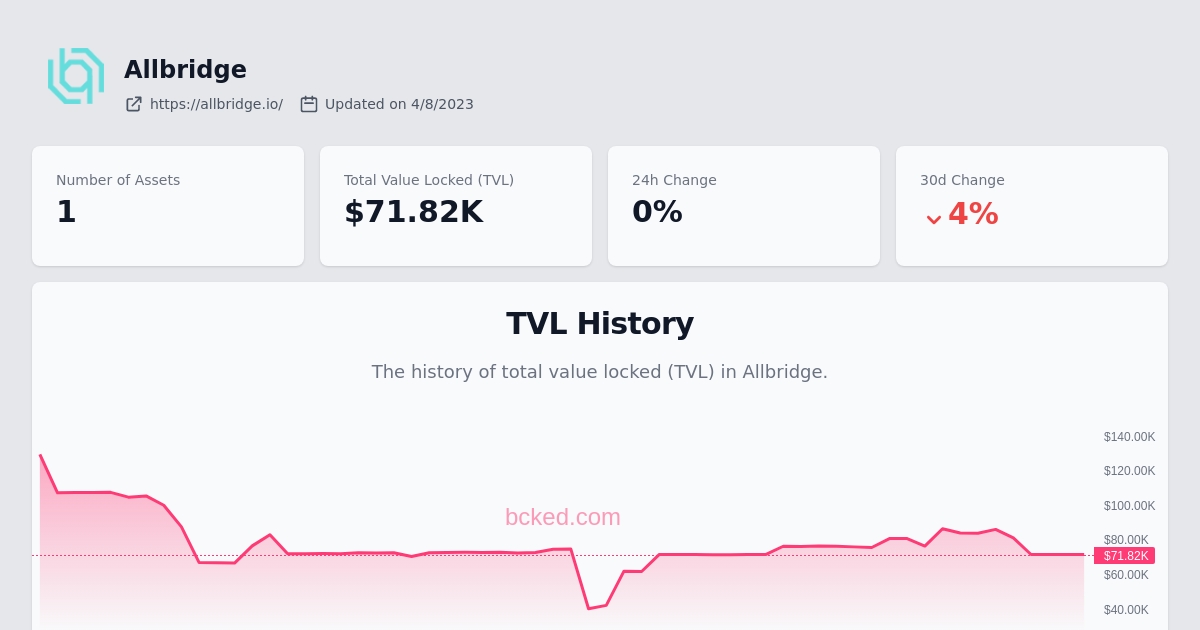 Allbridge
https://allbridge.io/ Updated on 4/8/2023
Number of Assets
1
Total Value Locked (TVL)
$71.82K
24h Change
0%
30d Change
4%
TVL History
The history of total value locked (TVL) in Allbridge.
bcked.com
$140.00K
$120.00K
$100.00K
$80.00K
$71.82K
$60.00K
$40.00K